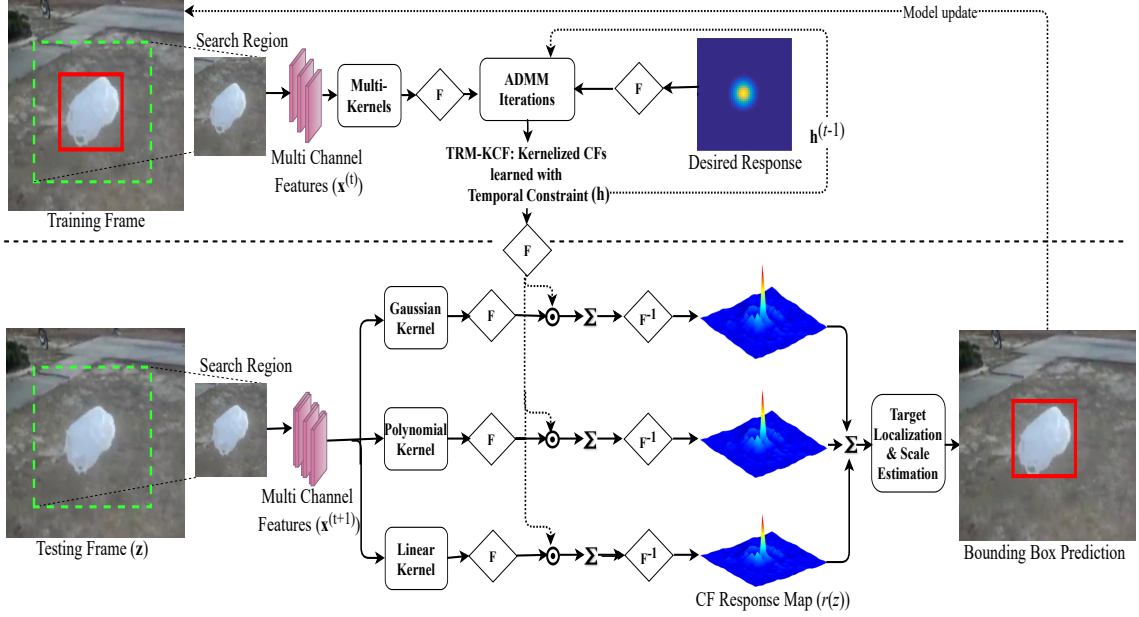 Model update
Search Region
Multi-
Kernels
F
ADMM
Iterations
F
h(t-1)
Multi Channel
Features (x(t))
TRM-KCF: Kernelized CFs
learned with
Temporal Constraint (h)
Desired Response
Training Frame
F
Gaussian
Kernel
F
Σ
F-1
Search Region
Polynomial
Kernel
F
Σ
F-1
Σ
Target
Localization
& Scale
Estimation
Multi Channel
Features (x(t+1))
Testing Frame (z)
Linear
Kernel
F
Σ
F-1
CF Response Map (r(z))
Bounding Box Prediction